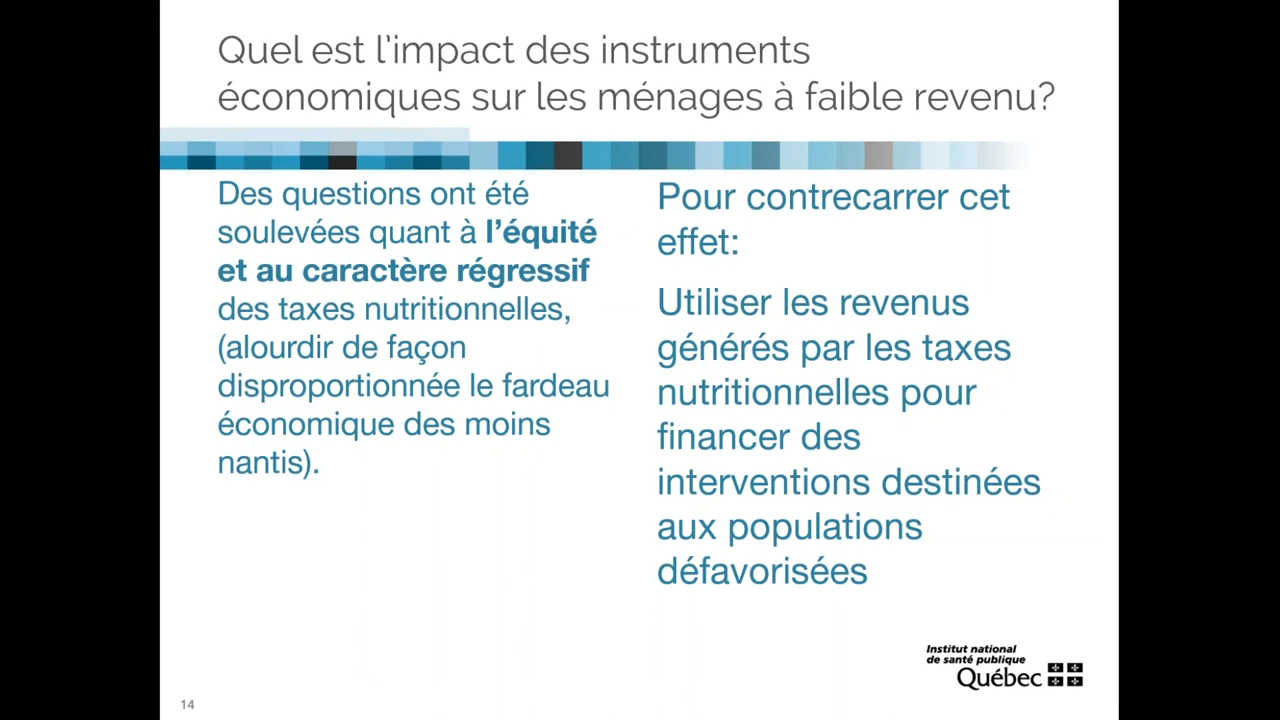 Quel est l'impact des instruments
économiques sur les ménages à faible revenu?
Des questions ont été
soulevées quant à l’équité
et au caractère régressif
des taxes nutritionnelles,
(alourdir de façon
disproportionnée le fardeau
économique des moins
nantis).
Pour contrecarrer cet
effet:
Utiliser les revenus
générés par les taxes
nutritionnelles pour
financer des
interventions destinées
aux populations
défavorisées
Institut national
de santé publique
Québec
14